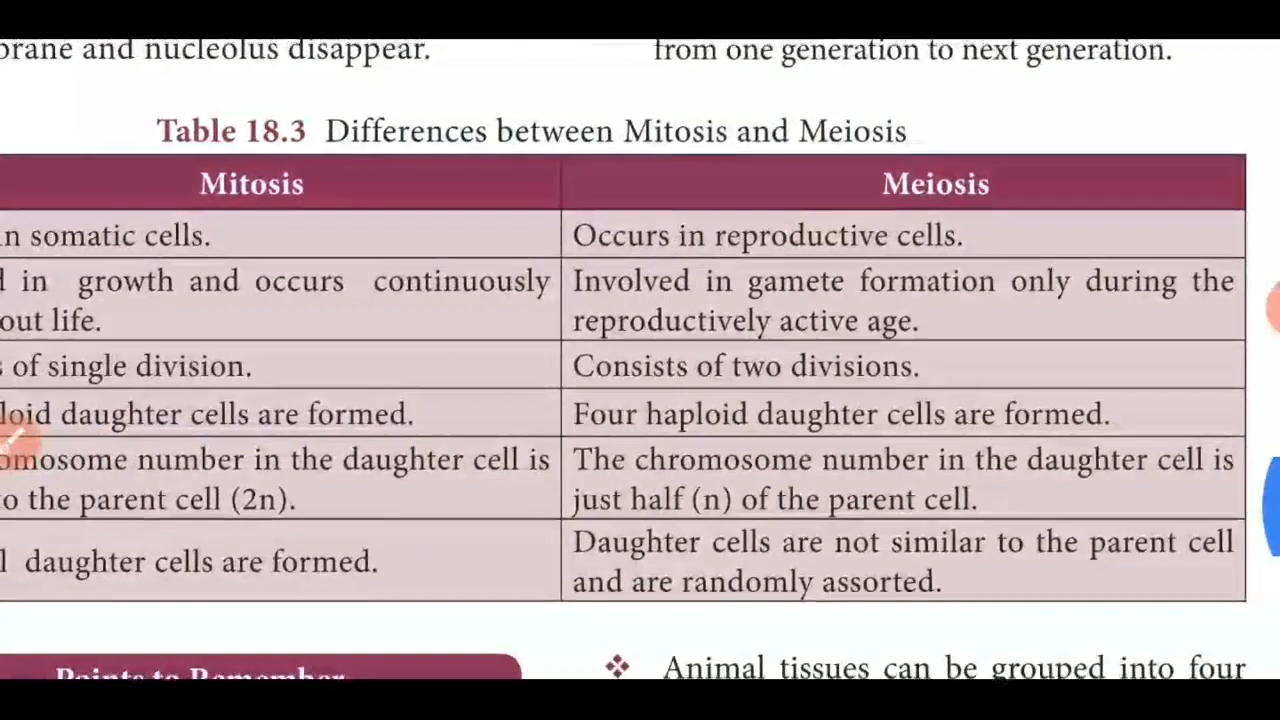 brane and nucleolus disappear.
from one generation to next generation.
Table 18.3 Differences between Mitosis and Meiosis
Mitosis
Meiosis
in somatic cells.
Occurs in reproductive cells.
d in growth and occurs continuously
out life.
Involved in gamete formation only during the
reproductively active age.
s of single division.
Consists of two divisions.
loid daughter cells are formed.
Four haploid daughter cells are formed.
omosome number in the daughter cell is
to the parent cell (2n).
The chromosome number in the daughter cell is
just half (n) of the parent cell.
l daughter cells are formed.
Daughter cells are not similar to the parent cell
and are randomly assorted.
Points to Remember
❖ Animal tissues can be grouped into four